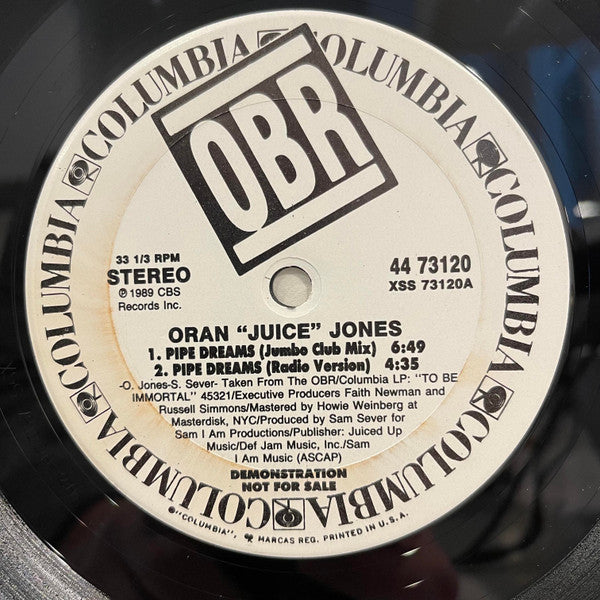 COLUMBIA COLUMBIA COLUMBIA COLUMBIA COLUMBIA COLUMBIA COLUMBIA COLUMBIA
OBR
33 1/3 RPM
STEREO
℗ 1989 CBS
Records Inc.
44 73120
XSS 73120A
ORAN "JUICE" JONES
1. PIPE DREAMS (Jumbo Club Mix) 6:49
2. PIPE DREAMS (Radio Version) 4:35
-O. Jones-S. Sever- Taken From The OBR/Columbia LP: "TO BE
IMMORTAL" 45321/Executive Producers Faith Newman and
Russell Simmons/Mastered by Howie Weinberg at
Masterdisk, NYC/Produced by Sam Sever for
Sam I Am Productions/Publisher: Juiced Up
Music/Def Jam Music, Inc./Sam
I Am Music (ASCAP)
DEMONSTRATION
NOT FOR SALE
"COLUMBIA", MARCAS REG. PRINTED IN U.S.A.